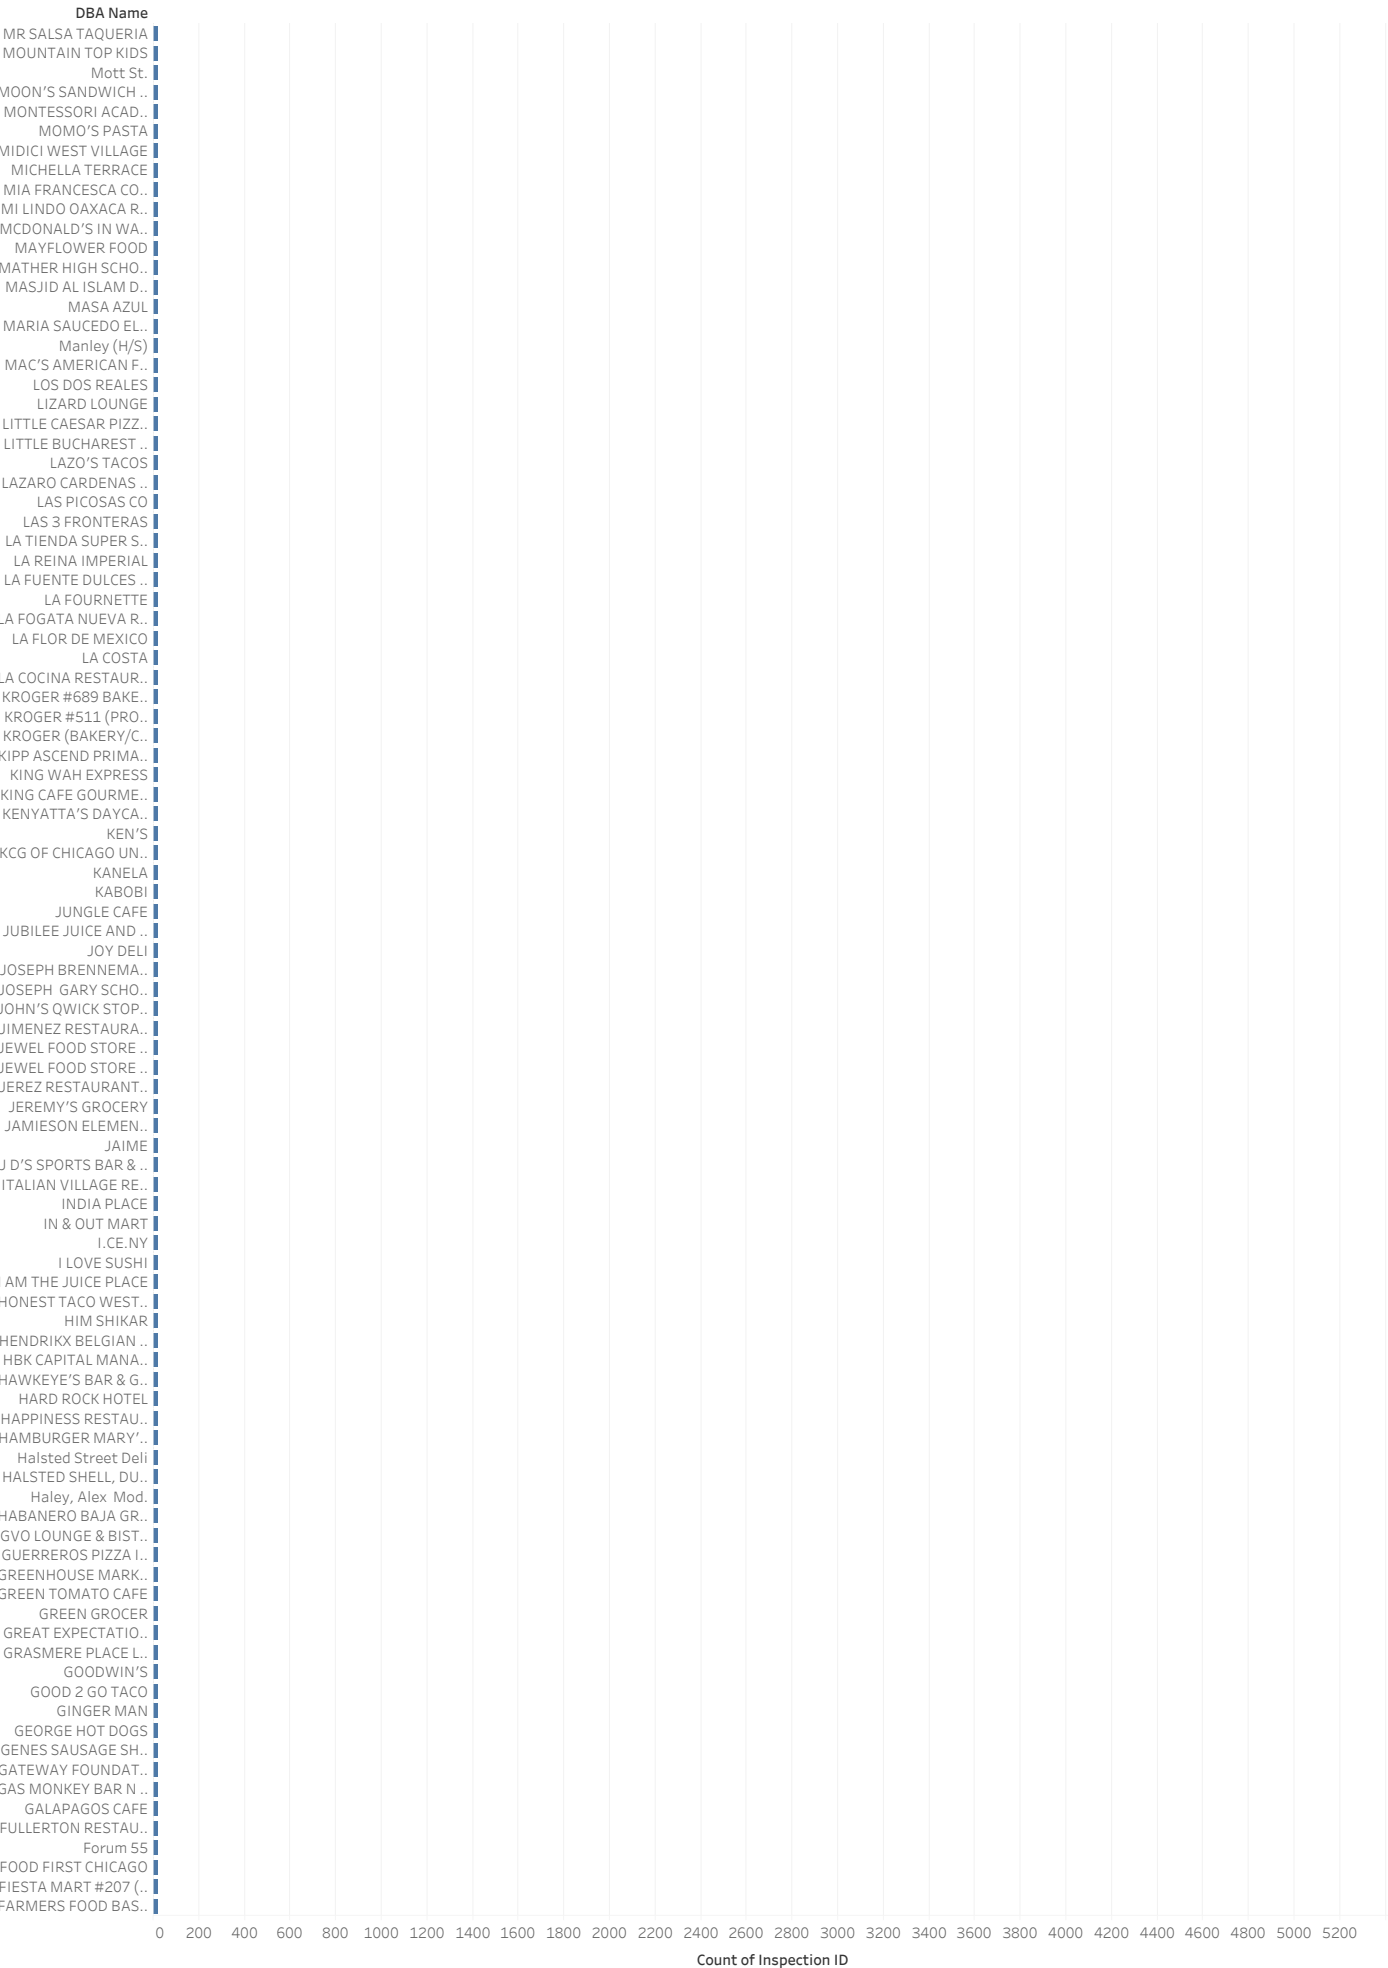 DBA Name
MR SALSA TAQUERIA
MOUNTAIN TOP KIDS
Mott St.
MOON'S SANDWICH ..
MONTESSORI ACAD..
MOMO'S PASTA
MIDICI WEST VILLAGE
MICHELLA TERRACE
MIA FRANCESCA CO..
MI LINDO OAXACA R..
MCDONALD'S IN WA..
MAYFLOWER FOOD
MATHER HIGH SCHO..
MASJID AL ISLAM D..
MASA AZUL
MARIA SAUCEDO EL..
Manley (H/S)
MAC'S AMERICAN F..
LOS DOS REALES
LIZARD LOUNGE
LITTLE CAESAR PIZZ..
LITTLE BUCHAREST ..
LAZO'S TACOS
LAZARO CARDENAS ..
LAS PICOSAS CO
LAS 3 FRONTERAS
LA TIENDA SUPER S..
LA REINA IMPERIAL
LA FUENTE DULCES ..
LA FOURNETTE
LA FOGATA NUEVA R..
LA FLOR DE MEXICO
LA COSTA
LA COCINA RESTAUR..
KROGER #689 BAKE..
KROGER #511 (PRO..
KROGER (BAKERY/C..
KIPP ASCEND PRIMA..
KING WAH EXPRESS
KING CAFE GOURME..
KENYATTA'S DAYCA..
KEN'S
KCG OF CHICAGO UN..
KANELA
KABOBI
JUNGLE CAFE
JUBILEE JUICE AND ..
JOY DELI
JOSEPH BRENNEMA..
JOSEPH  GARY SCHO..
JOHN'S QWICK STOP..
JIMENEZ RESTAURA..
JEWEL FOOD STORE ..
JEWEL FOOD STORE ..
JEREZ RESTAURANT..
JEREMY'S GROCERY
JAMIESON ELEMEN..
JAIME
J D'S SPORTS BAR & ..
ITALIAN VILLAGE RE..
INDIA PLACE
IN & OUT MART
I.CE.NY
I LOVE SUSHI
I AM THE JUICE PLACE
HONEST TACO WEST..
HIM SHIKAR
HENDRIKX BELGIAN ..
HBK CAPITAL MANA..
HAWKEYE'S BAR & G..
HARD ROCK HOTEL
HAPPINESS RESTAU..
HAMBURGER MARY'..
Halsted Street Deli
HALSTED SHELL, DU..
Haley, Alex  Mod.
HABANERO BAJA GR..
GVO LOUNGE & BIST..
GUERREROS PIZZA I..
GREENHOUSE MARK..
GREEN TOMATO CAFE
GREEN GROCER
GREAT EXPECTATIO..
GRASMERE PLACE L..
GOODWIN'S
GOOD 2 GO TACO
GINGER MAN
GEORGE HOT DOGS
GENES SAUSAGE SH..
GATEWAY FOUNDAT..
GAS MONKEY BAR N ..
GALAPAGOS CAFE
FULLERTON RESTAU..
Forum 55
FOOD FIRST CHICAGO
FIESTA MART #207 (..
FARMERS FOOD BAS..
0 200 400 600 800 1000 1200 1400 1600 1800 2000 2200 2400 2600 2800 3000 3200 3400 3600 3800 4000 4200 4400 4600 4800 5000 5200
Count of Inspection ID